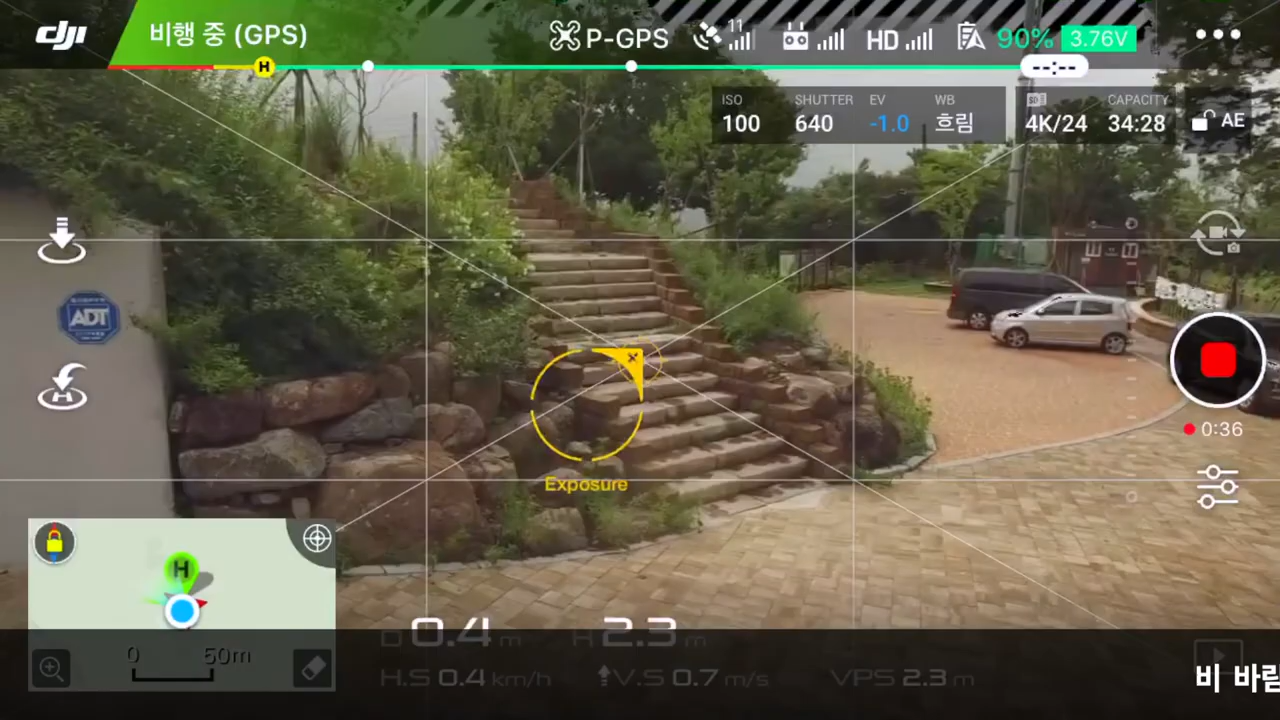 dji 비행 중 (GPS) P-GPS 11 HD 90% 3.76V
H --:--
ISO SHUTTER EV WB SD CAPACITY
100 640 -1.0 흐림 4K/24 34:28 AE
ADT
H
0:36
Exposure
H
0 50m
D 0.4 m H 2.3 m
H.S 0.4 km/h V.S 0.7 m/s VPS 2.3 m
비 바람